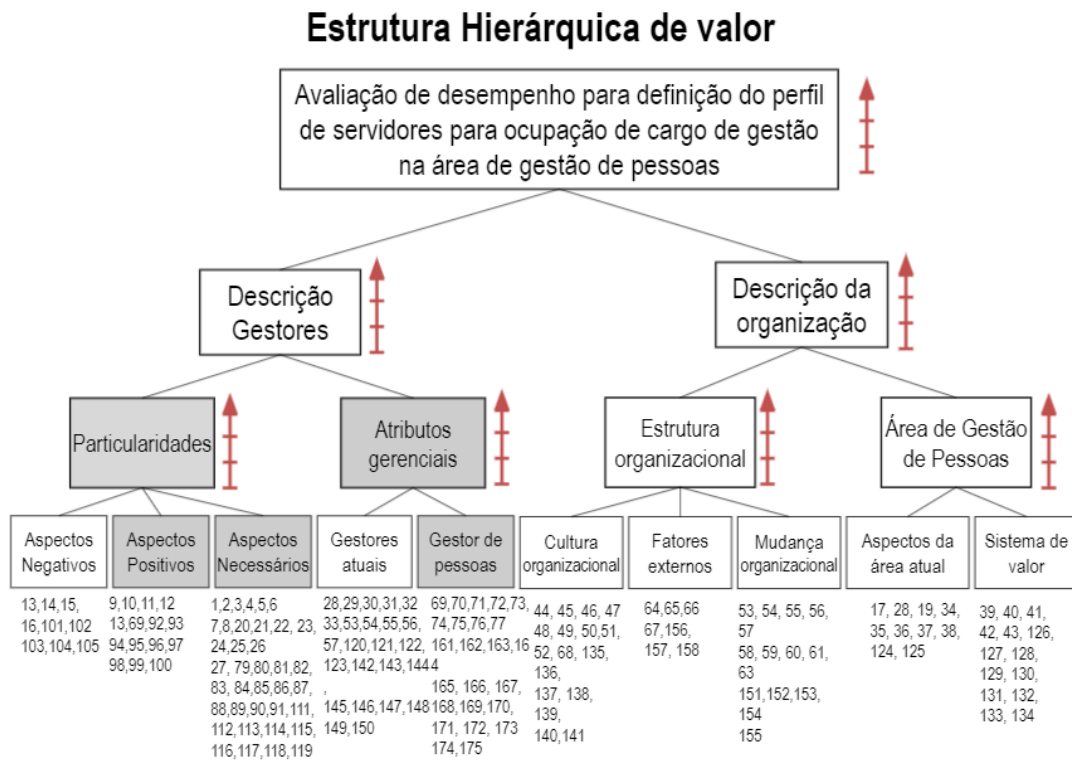 Estrutura Hierárquica de valor
Avaliação de desempenho para definição do perfil
de servidores para ocupação de cargo de gestão
na área de gestão de pessoas
Descrição
Gestores
Descrição da
organização
Particularidades
Atributos
gerenciais
Estrutura
organizacional
Área de Gestão
de Pessoas
Aspectos
Negativos
Aspectos
Positivos
Aspectos
Necessários
Gestores
atuais
Gestor de
pessoas
Cultura
organizacional
Fatores
externos
Mudança
organizacional
Aspectos da
área atual
Sistema de
valor
13,14,15,
16,101,102
103,104,105
9,10,11,12
13,69,92,93
94,95,96,97
98,99,100
1,2,3,4,5,6
7,8,20,21,22, 23,
24,25,26
27, 79,80,81,82,
83, 84,85,86,87,
88,89,90,91,111,
112,113,114,115,
116,117,118,119
28,29,30,31,32
33,53,54,55,56,
57,120,121,122,
123,142,143,144
,
145,146,147,148
149,150
69,70,71,72,73,
74,75,76,77
161,162,163,16
4
165, 166, 167,
168,169,170,
171, 172, 173
174,175
44, 45, 46, 47
48, 49, 50,51,
52, 68, 135,
136,
137, 138,
139,
140,141
64,65,66
67,156,
157, 158
53, 54, 55, 56,
57
58, 59, 60, 61,
63
151,152,153,
154
155
17, 28, 19, 34,
35, 36, 37, 38,
124, 125
39, 40, 41,
42, 43, 126,
127, 128,
129, 130,
131, 132,
133, 134